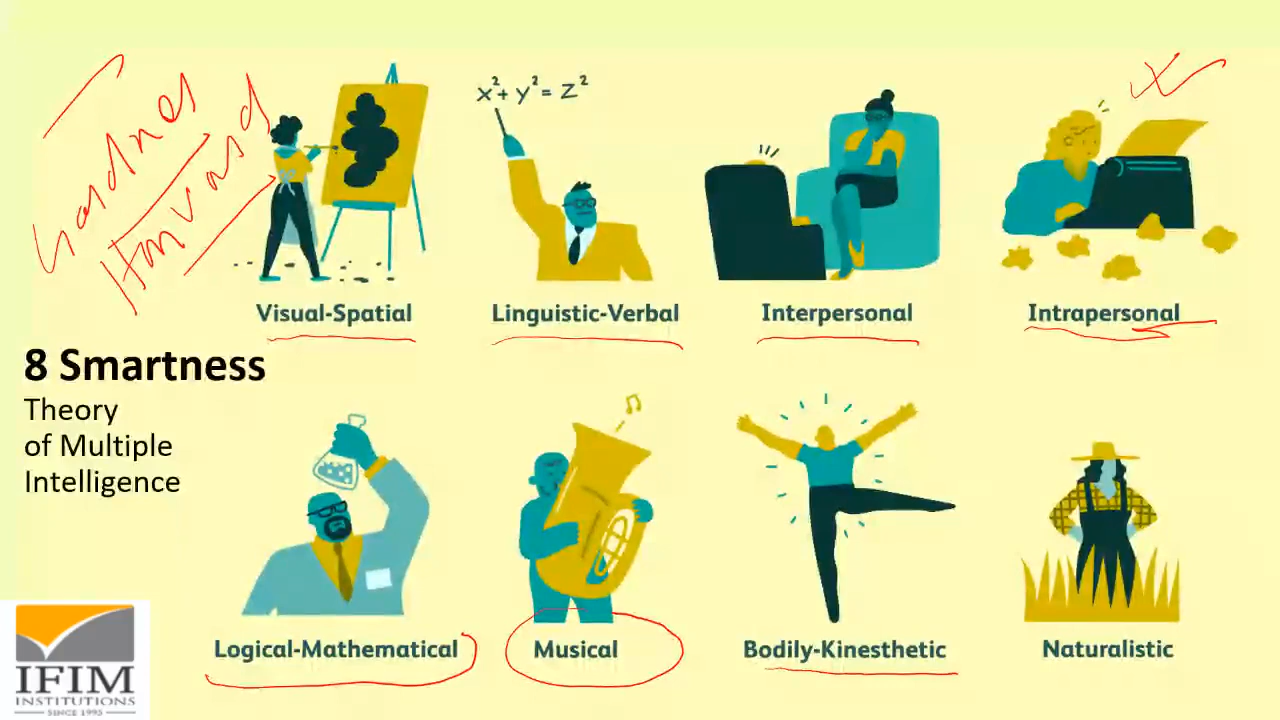 Gardner
Harvard
x² + y² = z²
Visual-Spatial
Linguistic-Verbal
Interpersonal
Intrapersonal
8 Smartness
Theory
of Multiple
Intelligence
Logical-Mathematical
Musical
Bodily-Kinesthetic
Naturalistic
IFIM
INSTITUTIONS
SINCE 1995